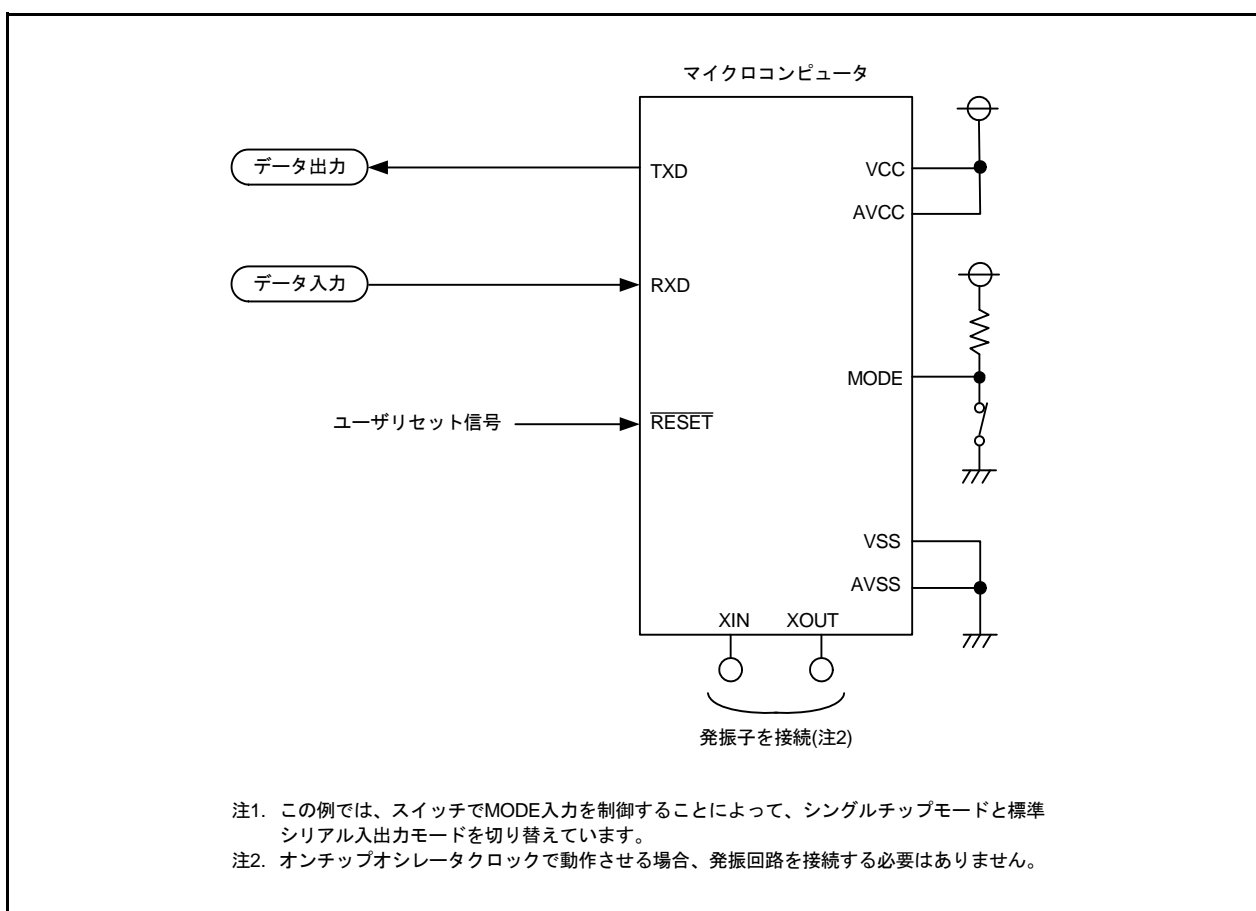 マイクロコンピュータ
データ出力
TXD
VCC
AVCC
データ入力
RXD
MODE
ユーザリセット信号
RESET
VSS
AVSS
XIN
XOUT
発振子を接続(注2)
注1. この例では、スイッチでMODE入力を制御することによって、シングルチップモードと標準
シリアル入出力モードを切り替えています。
注2. オンチップオシレータクロックで動作させる場合、発振回路を接続する必要はありません。